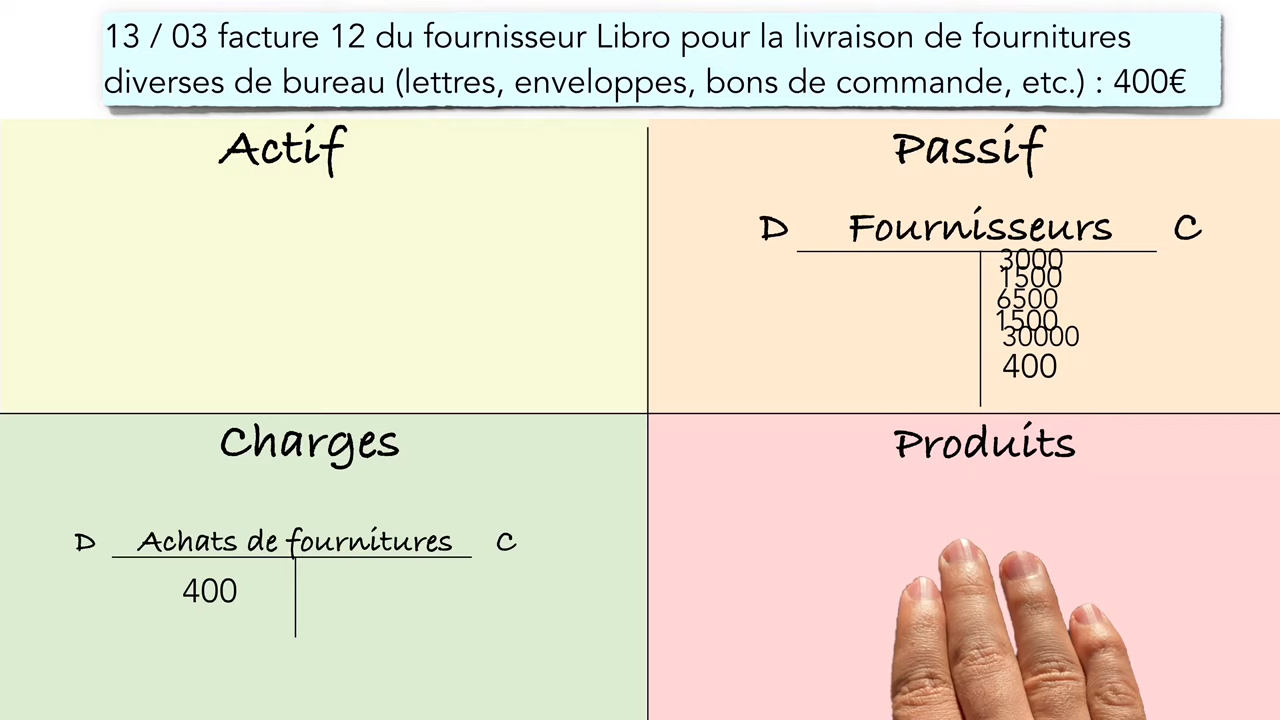 13 / 03 facture 12 du fournisseur Libro pour la livraison de fournitures
diverses de bureau (lettres, enveloppes, bons de commande, etc.) : 400€
Actif
Passif
D Fournisseurs C
3000
1500
6500
1500
30000
400
Charges
Produits
D Achats de fournitures C
400